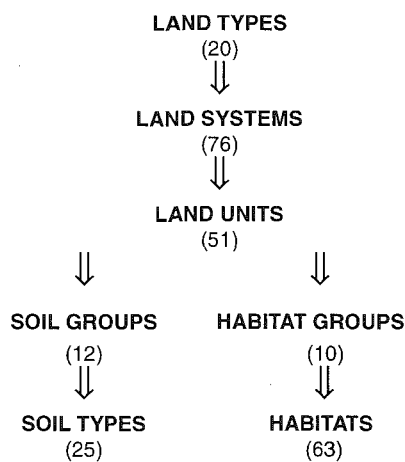 LAND TYPES
(20)
LAND SYSTEMS
(76)
LAND UNITS
(51)
SOIL GROUPS HABITAT GROUPS
(12) (10)
SOIL TYPES HABITATS
(25) (63)